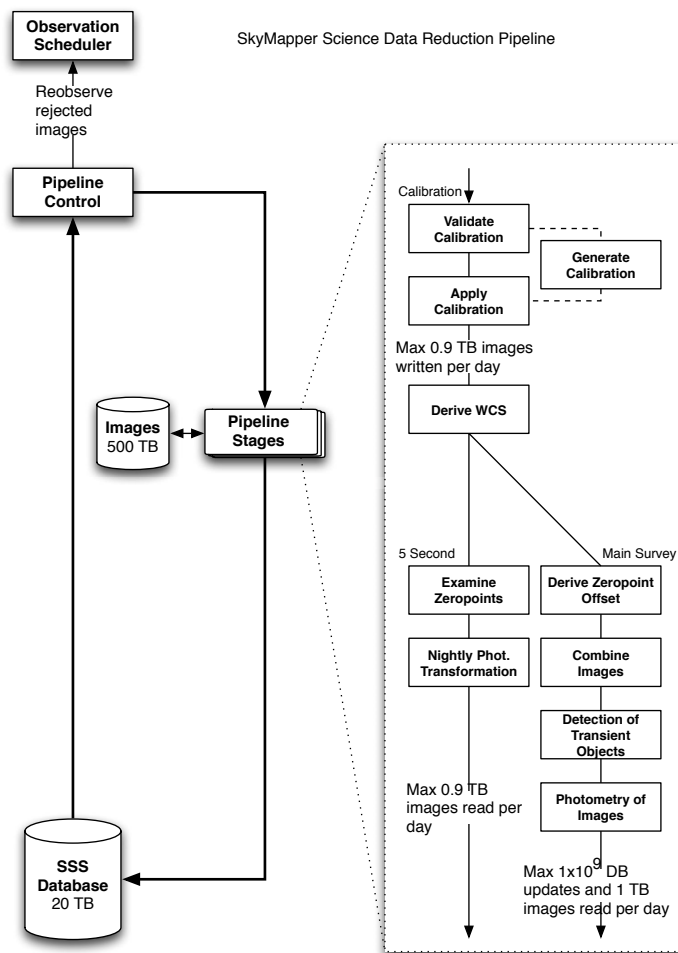 SkyMapper Science Data Reduction Pipeline
Observation
Scheduler
Reobserve
rejected
images
Pipeline
Control
Images
500 TB
Pipeline
Stages
SSS
Database
20 TB
Calibration
Validate
Calibration
Generate
Calibration
Apply
Calibration
Max 0.9 TB images
written per day
Derive WCS
5 Second
Examine
Zeropoints
Nightly Phot.
Transformation
Max 0.9 TB
images read per
day
Main Survey
Derive Zeropoint
Offset
Combine
Images
Detection of
Transient
Objects
Photometry of
Images
Max 1x10⁹ DB
updates and 1 TB
images read per day